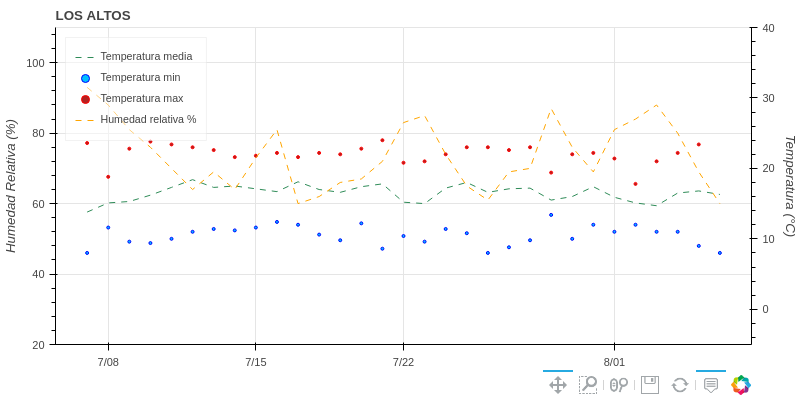 LOS ALTOS
Temperatura media
Temperatura min
Temperatura max
Humedad relativa %
Humedad Relativa (%)
100
80
60
40
20
40
30
20
10
0
Temperatura (°C)
7/08
7/15
7/22
8/01